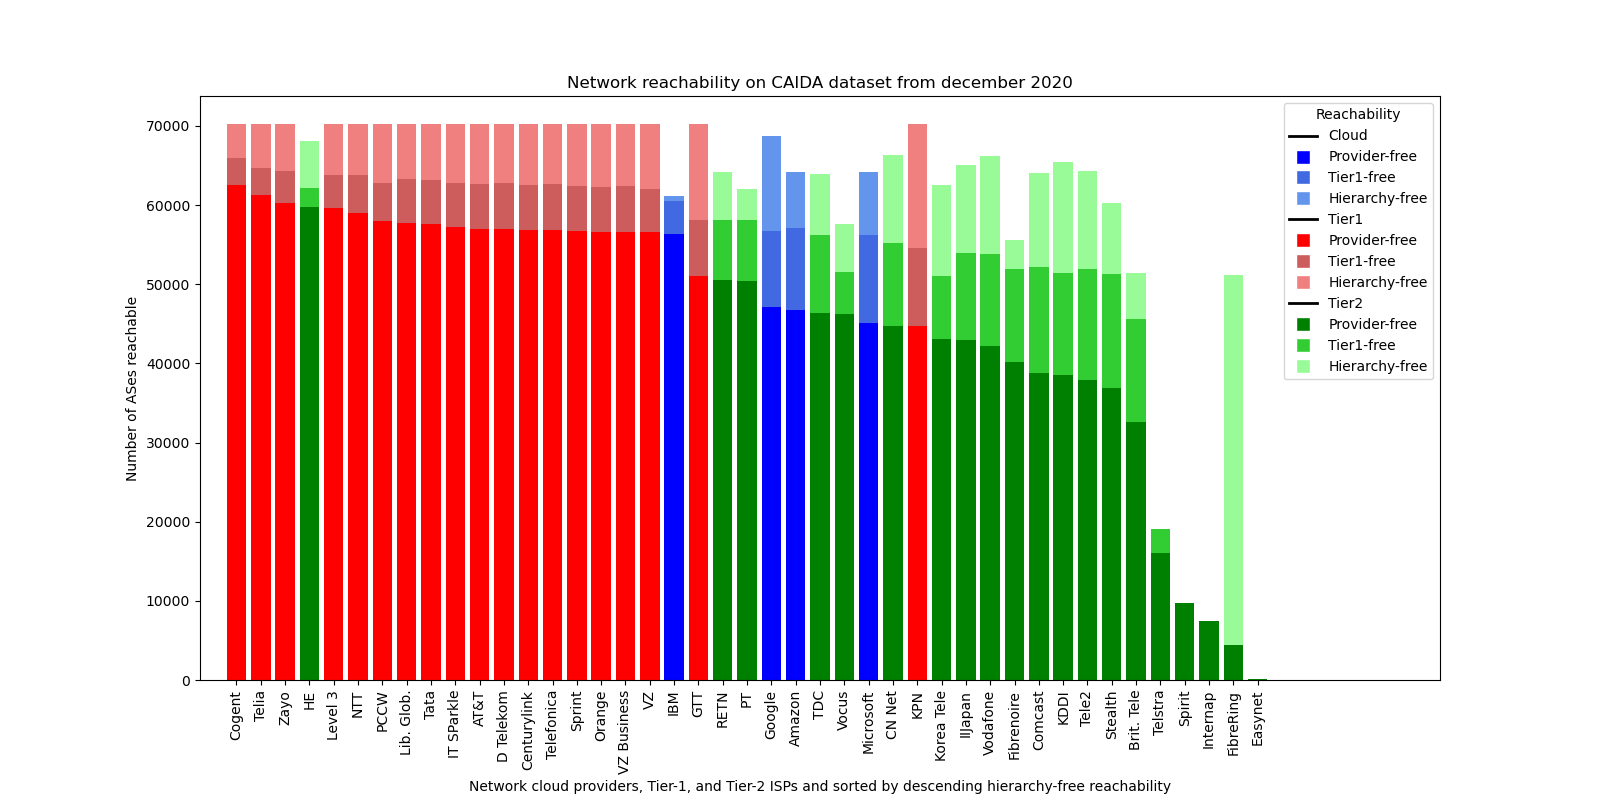 Network reachability on CAIDA dataset from december 2020
Number of ASes reachable
70000
60000
50000
40000
30000
20000
10000
0
Reachability
Cloud
Provider-free
Tier1-free
Hierarchy-free
Tier1
Provider-free
Tier1-free
Hierarchy-free
Tier2
Provider-free
Tier1-free
Hierarchy-free
Cogent
Telia
Zayo
HE
Level 3
NTT
PCCW
Lib. Glob.
Tata
IT SParkle
AT&T
D Telekom
Centurylink
Telefonica
Sprint
Orange
VZ Business
VZ
IBM
GTT
RETN
PT
Google
Amazon
TDC
Vocus
Microsoft
CN Net
KPN
Korea Tele
IIJapan
Vodafone
Fibrenoire
Comcast
KDDI
Tele2
Stealth
Brit. Tele
Telstra
Spirit
Internap
FibreRing
Easynet
Network cloud providers, Tier-1, and Tier-2 ISPs and sorted by descending hierarchy-free reachability